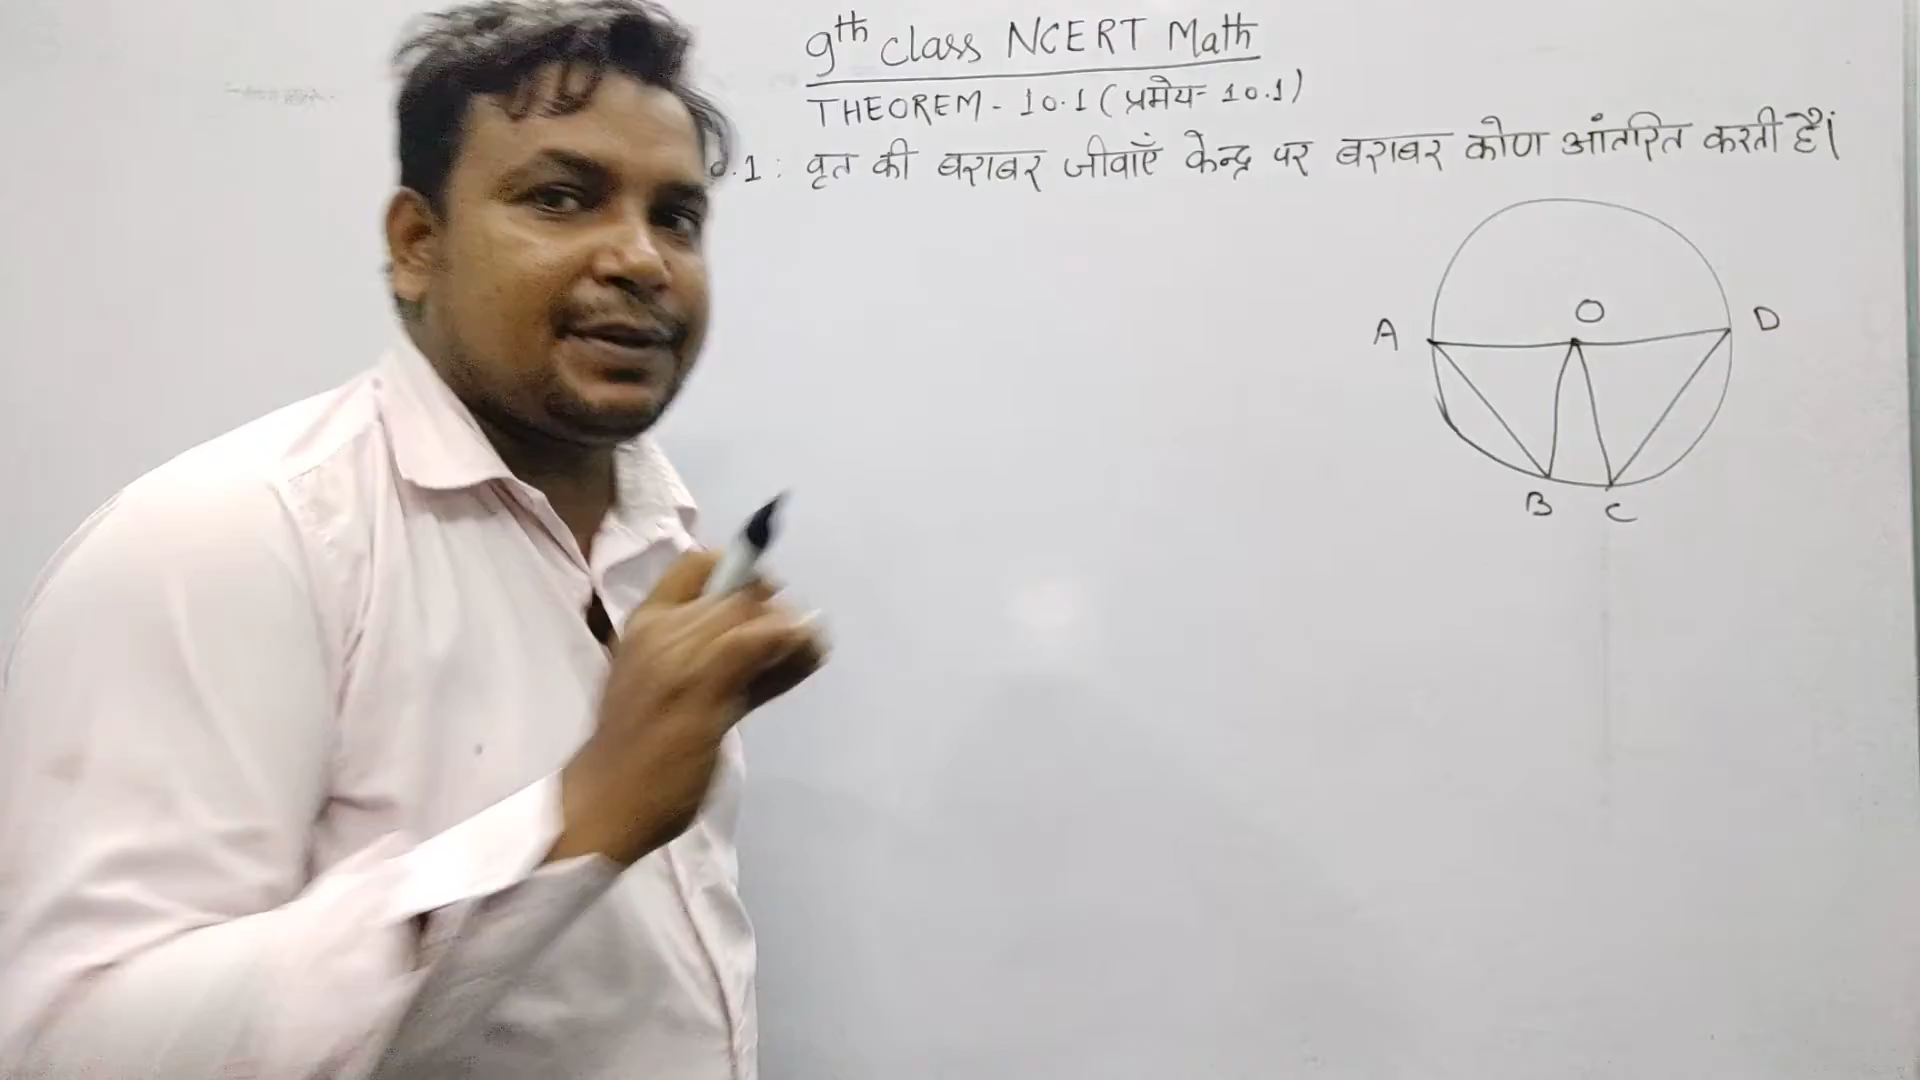 9th Class NCERT Math
THEOREM - 10.1 (प्रमेय- 10.1)
.1 : वृत की बराबर जीवाएँ केन्द्र पर बराबर कोण आंतरित करती है।
O
A
D
B
C